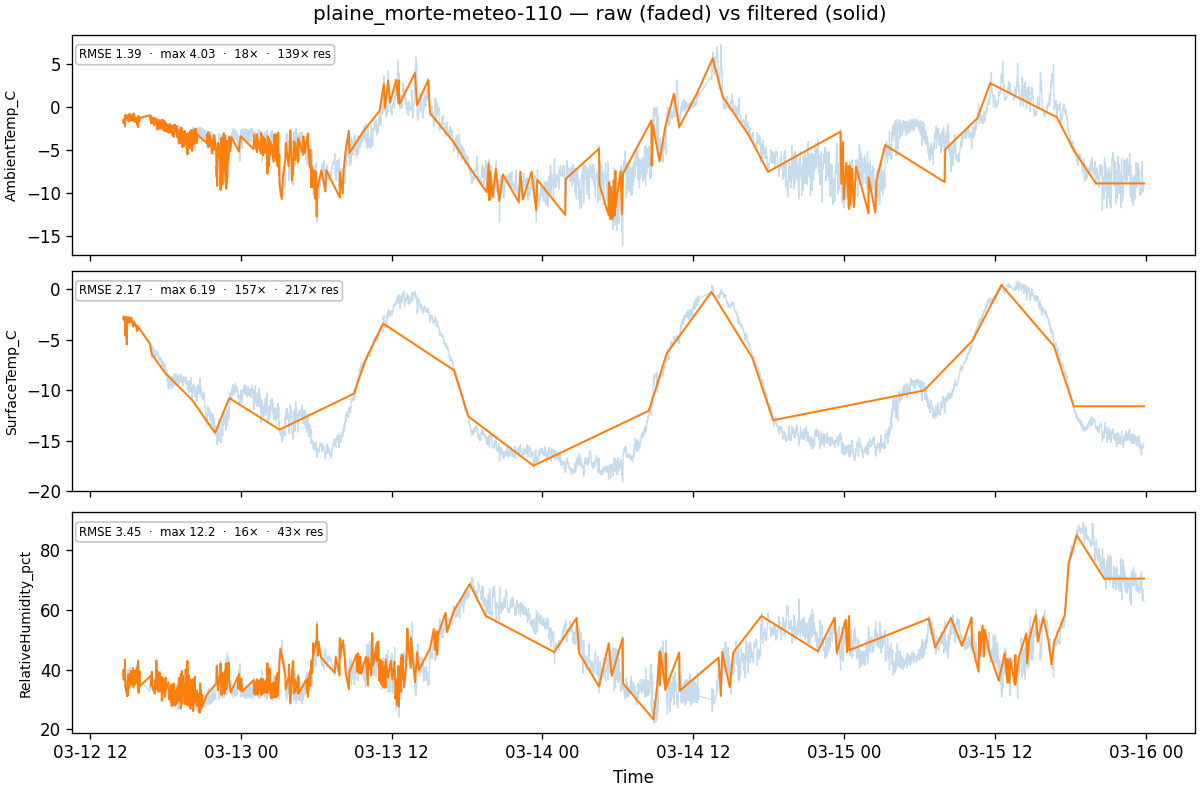 plaine_morte-meteo-110 — raw (faded) vs filtered (solid)
RMSE 1.39 · max 4.03 · 18× · 139× res
AmbientTemp_C
5
0
−5
−10
−15
RMSE 2.17 · max 6.19 · 157× · 217× res
SurfaceTemp_C
0
−5
−10
−15
−20
RMSE 3.45 · max 12.2 · 16× · 43× res
RelativeHumidity_pct
80
60
40
20
03-12 12 03-13 00 03-13 12 03-14 00 03-14 12 03-15 00 03-15 12 03-16 00
Time